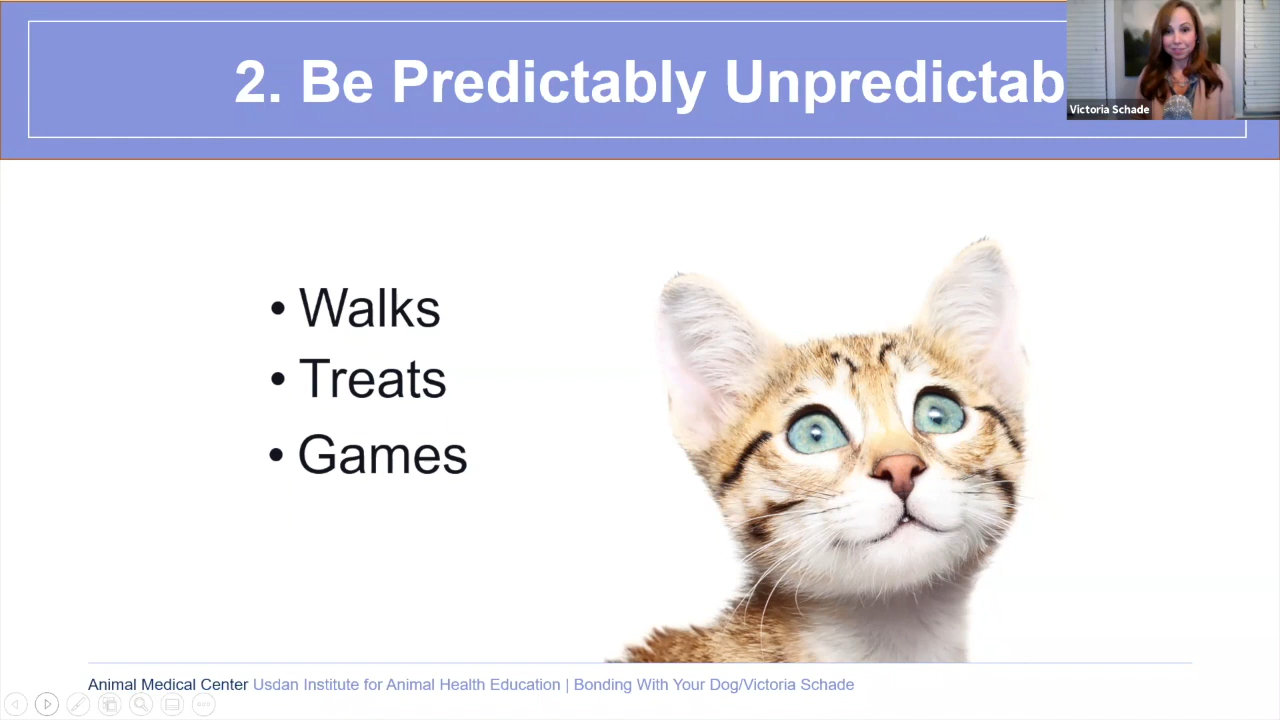 2. Be Predictably Unpredictab
Victoria Schade
• Walks
• Treats
• Games
Animal Medical Center Usdan Institute for Animal Health Education | Bonding With Your Dog/Victoria Schade